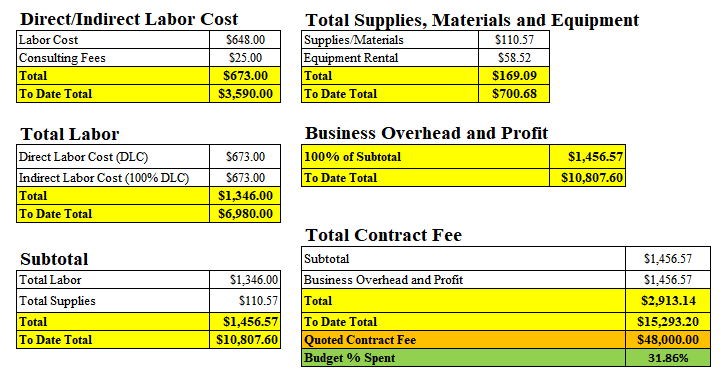 Direct/Indirect Labor Cost
Labor Cost $648.00
Consulting Fees $25.00
Total $673.00
To Date Total $3,590.00
Total Supplies, Materials and Equipment
Supplies/Materials $110.57
Equipment Rental $58.52
Total $169.09
To Date Total $700.68
Total Labor
Direct Labor Cost (DLC) $673.00
Indirect Labor Cost (100% DLC) $673.00
Total $1,346.00
To Date Total $6,980.00
Business Overhead and Profit
100% of Subtotal $1,456.57
To Date Total $10,807.60
Subtotal
Total Labor $1,346.00
Total Supplies $110.57
Total $1,456.57
To Date Total $10,807.60
Total Contract Fee
Subtotal $1,456.57
Business Overhead and Profit $1,456.57
Total $2,913.14
To Date Total $15,293.20
Quoted Contract Fee $48,000.00
Budget % Spent 31.86%